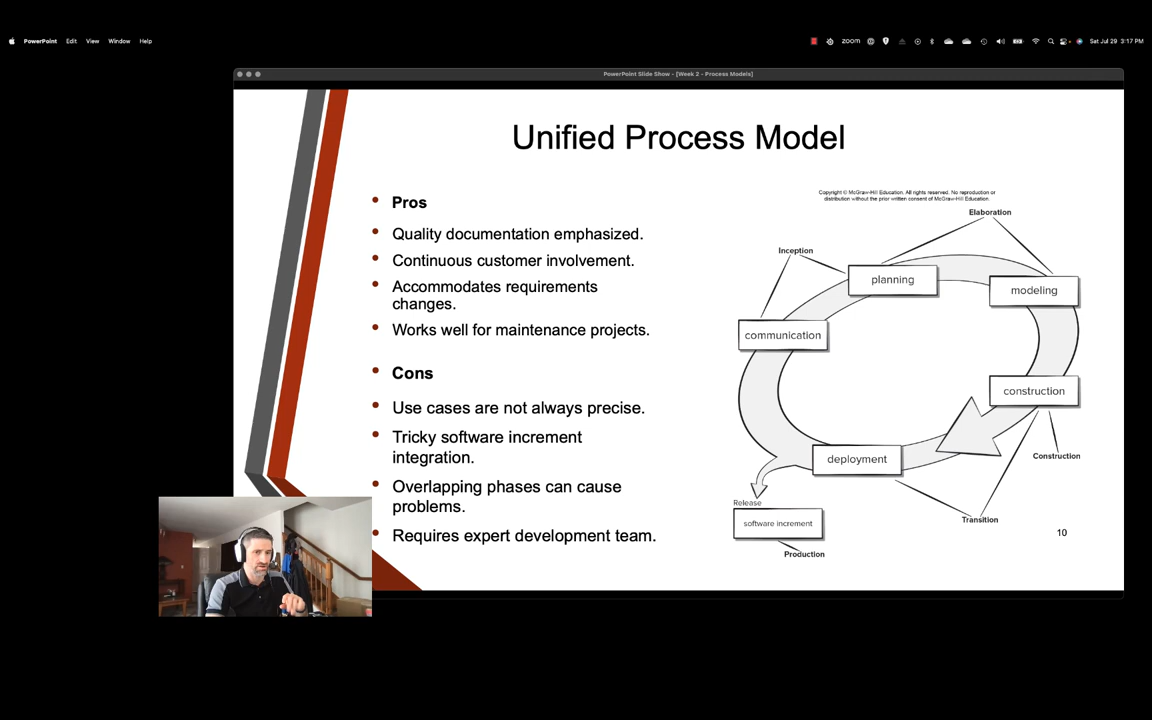 PowerPoint Edit View Window Help
zoom
Sat Jul 29 3:17 PM
PowerPoint Slide Show - [Week 2 - Process Models]
Unified Process Model
• Pros
• Quality documentation emphasized.
• Continuous customer involvement.
• Accommodates requirements
changes.
• Works well for maintenance projects.
• Cons
• Use cases are not always precise.
• Tricky software increment
integration.
• Overlapping phases can cause
problems.
• Requires expert development team.
Copyright © McGraw-Hill Education. All rights reserved. No reproduction or
distribution without the prior written consent of McGraw-Hill Education.
Elaboration
Inception
planning
modeling
communication
construction
deployment
Construction
Release
software increment
Transition
Production
10